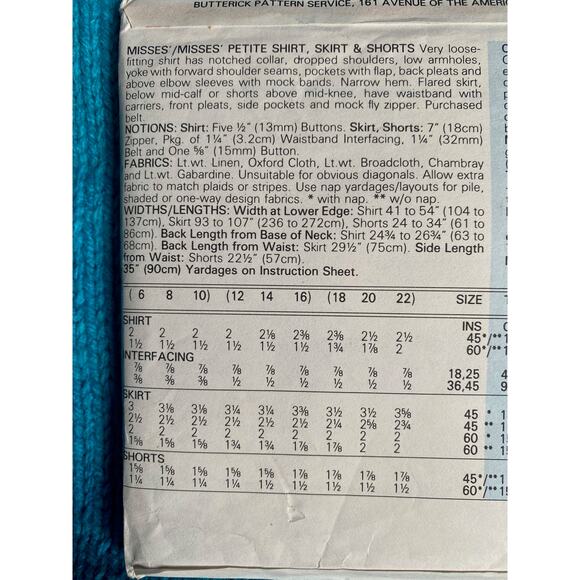 BUTTERICK PATTERN SERVICE, 161 AVENUE OF THE AMERI
MISSES'/MISSES' PETITE SHIRT, SKIRT & SHORTS Very loose-
fitting shirt has notched collar, dropped shoulders, low armholes,
yoke with forward shoulder seams, pockets with flap, back pleats and
above elbow sleeves with mock bands. Narrow hem. Flared skirt,
below mid-calf or shorts above mid-knee, have waistband with
carriers, front pleats, side pockets and mock fly zipper. Purchased
belt.
NOTIONS: Shirt: Five ½" (13mm) Buttons. Skirt, Shorts: 7" (18cm)
Zipper, Pkg. of 1¼" (3.2cm) Waistband Interfacing, 1¼" (32mm)
Belt and One ⅝" (15mm) Button.
FABRICS: Lt.wt. Linen, Oxford Cloth, Lt.wt. Broadcloth, Chambray
and Lt.wt. Gabardine. Unsuitable for obvious diagonals. Allow extra
fabric to match plaids or stripes. Use nap yardages/layouts for pile,
shaded or one-way design fabrics. * with nap. ** w/o nap.
WIDTHS/LENGTHS: Width at Lower Edge: Shirt 41 to 54" (104 to
137cm), Skirt 93 to 107" (236 to 272cm), Shorts 24 to 34" (61 to
86cm). Back Length from Base of Neck: Shirt 24¾ to 26¾" (63 to
68cm). Back Length from Waist: Skirt 29½" (75cm). Side Length
from Waist: Shorts 22½" (57cm).
35" (90cm) Yardages on Instruction Sheet.
( 6 8 10) (12 14 16) (18 20 22) SIZE
SHIRT INS
2 2 2 2 2⅛ 2⅜ 2⅜ 2½ 2½ 45*/**
1½ 1½ 1½ 1½ 1½ 1½ 1¾ 1⅞ 2 60*/**
INTERFACING
⅞ ⅞ ⅞ ⅞ ⅞ ⅞ ⅞ ⅞ ⅞ 18,25
⅜ ⅜ ⅜ ½ ½ ½ ½ ½ ½ 36,45
SKIRT
3 3⅛ 3⅛ 3¼ 3¼ 3⅜ 3½ 3½ 3⅝ 45 *
2½ 2½ 2½ 2½ 2½ 2½ 2¼ 2⅝ 2¾ 45 **
2 2 2 2 2 2 2 2 2 60 *
1⅝ 1⅝ 1⅝ 1¾ 1¾ 1⅞ 1⅞ 2 2 60 **
SHORTS
1⅝ 1⅝ 1⅝ 1⅝ 1⅝ 1⅞ 1⅞ 1⅞ 1⅞ 45*/**
1¼ 1¼ 1¼ 1¼ 1½ 1½ 1½ 1½ 1½ 60*/**